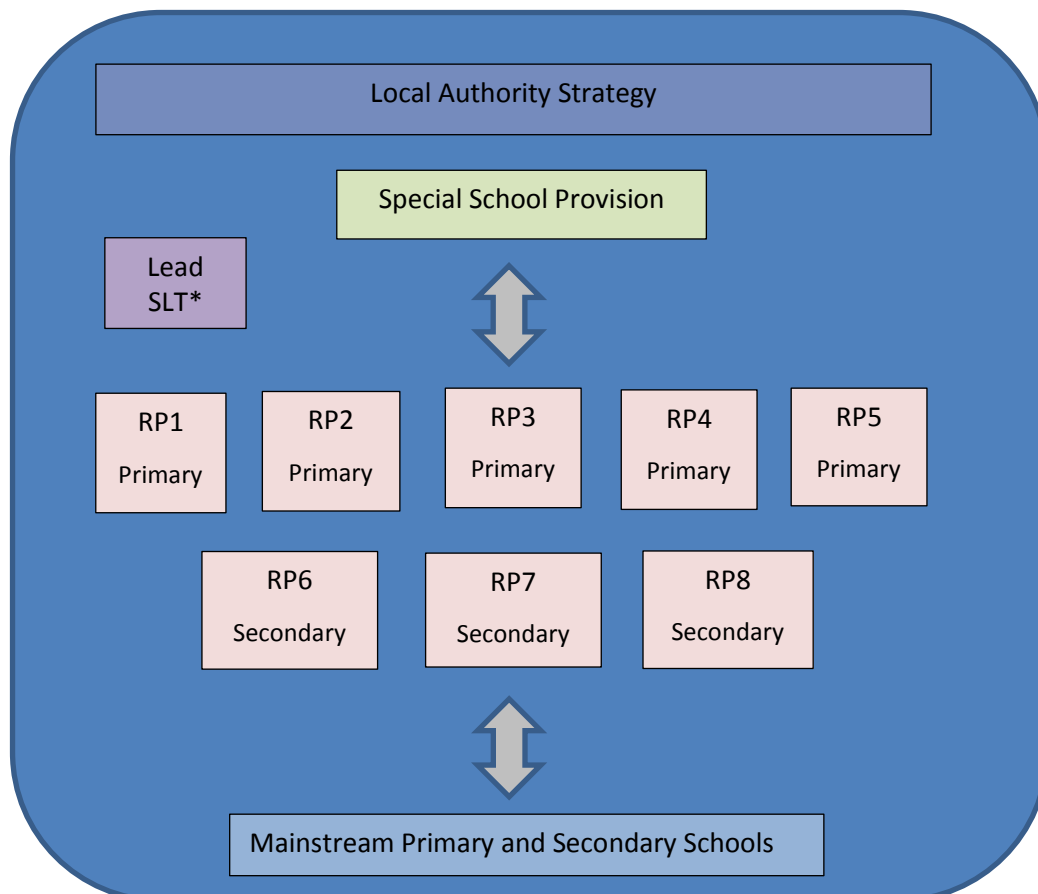 Local Authority Strategy
Special School Provision
Lead
SLT*
RP1
Primary
RP2
Primary
RP3
Primary
RP4
Primary
RP5
Primary
RP6
Secondary
RP7
Secondary
RP8
Secondary
Mainstream Primary and Secondary Schools